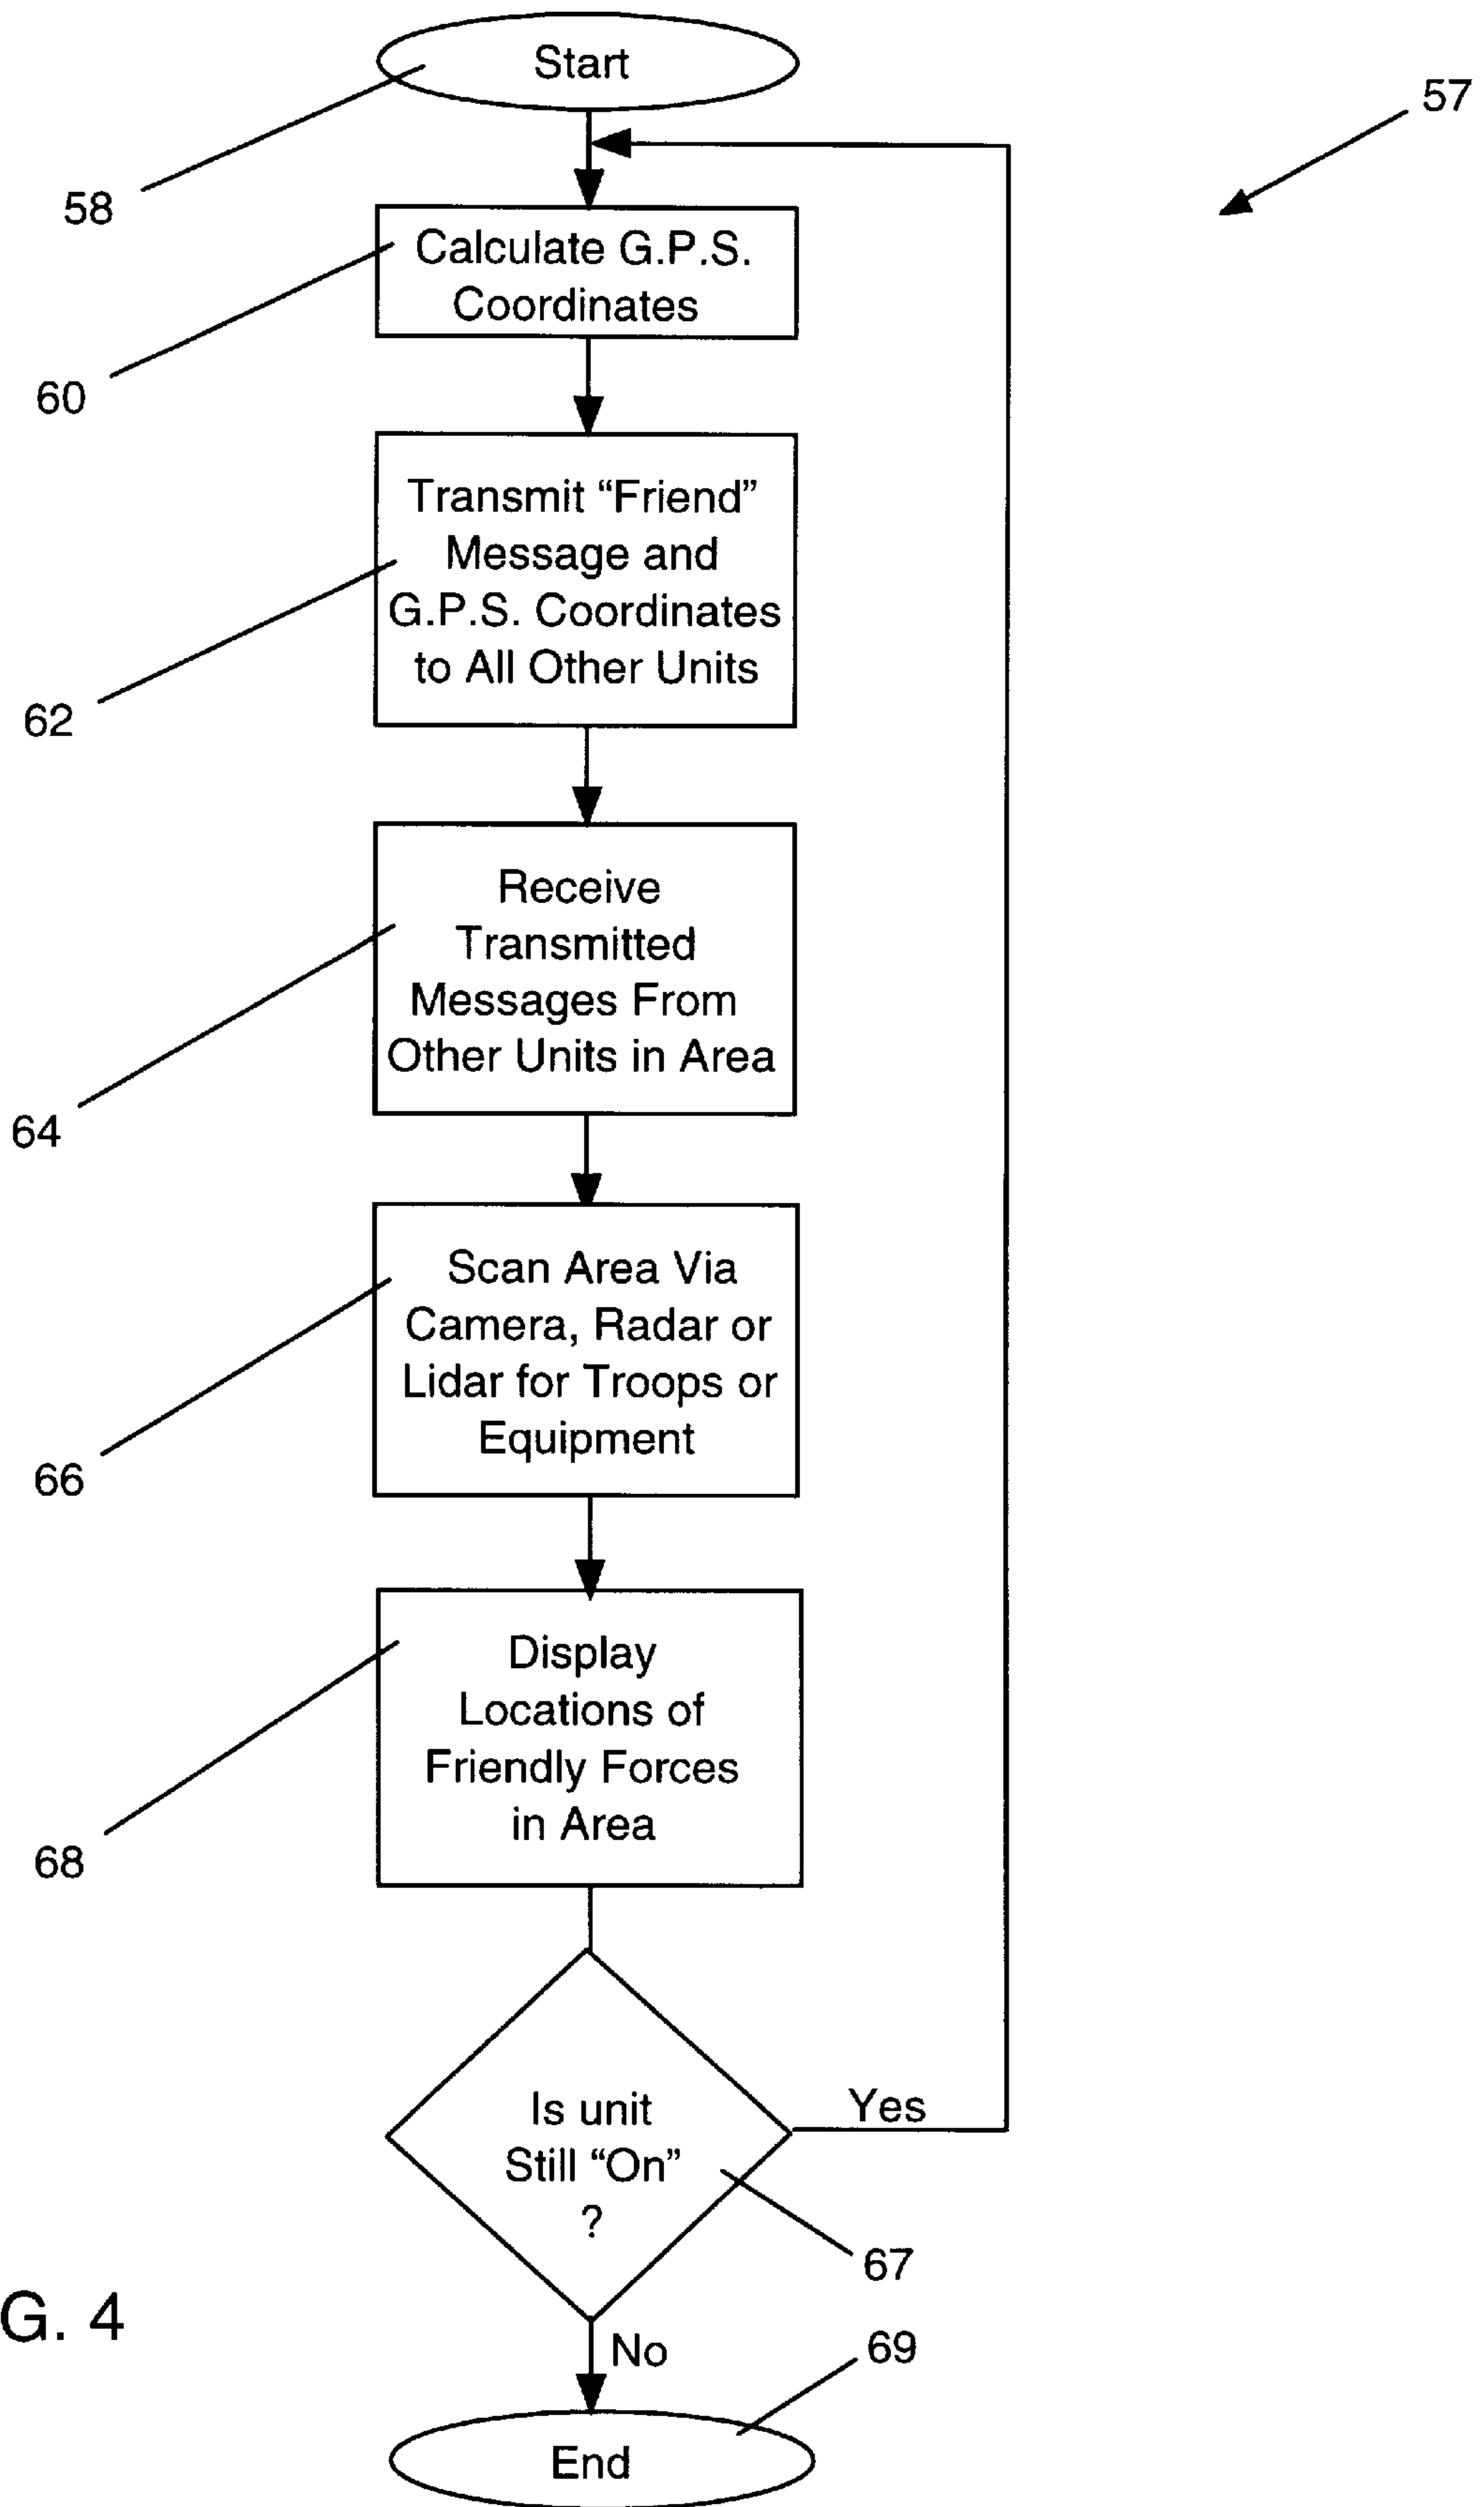 Start
57
58
Calculate G.P.S.
Coordinates
60
Transmit “Friend”
Message and
G.P.S. Coordinates
to All Other Units
62
Receive
Transmitted
Messages From
Other Units in Area
64
Scan Area Via
Camera, Radar or
Lidar for Troops or
Equipment
66
Display
Locations of
Friendly Forces
in Area
68
Is unit
Still “On”
?
Yes
67
G. 4
No
69
End